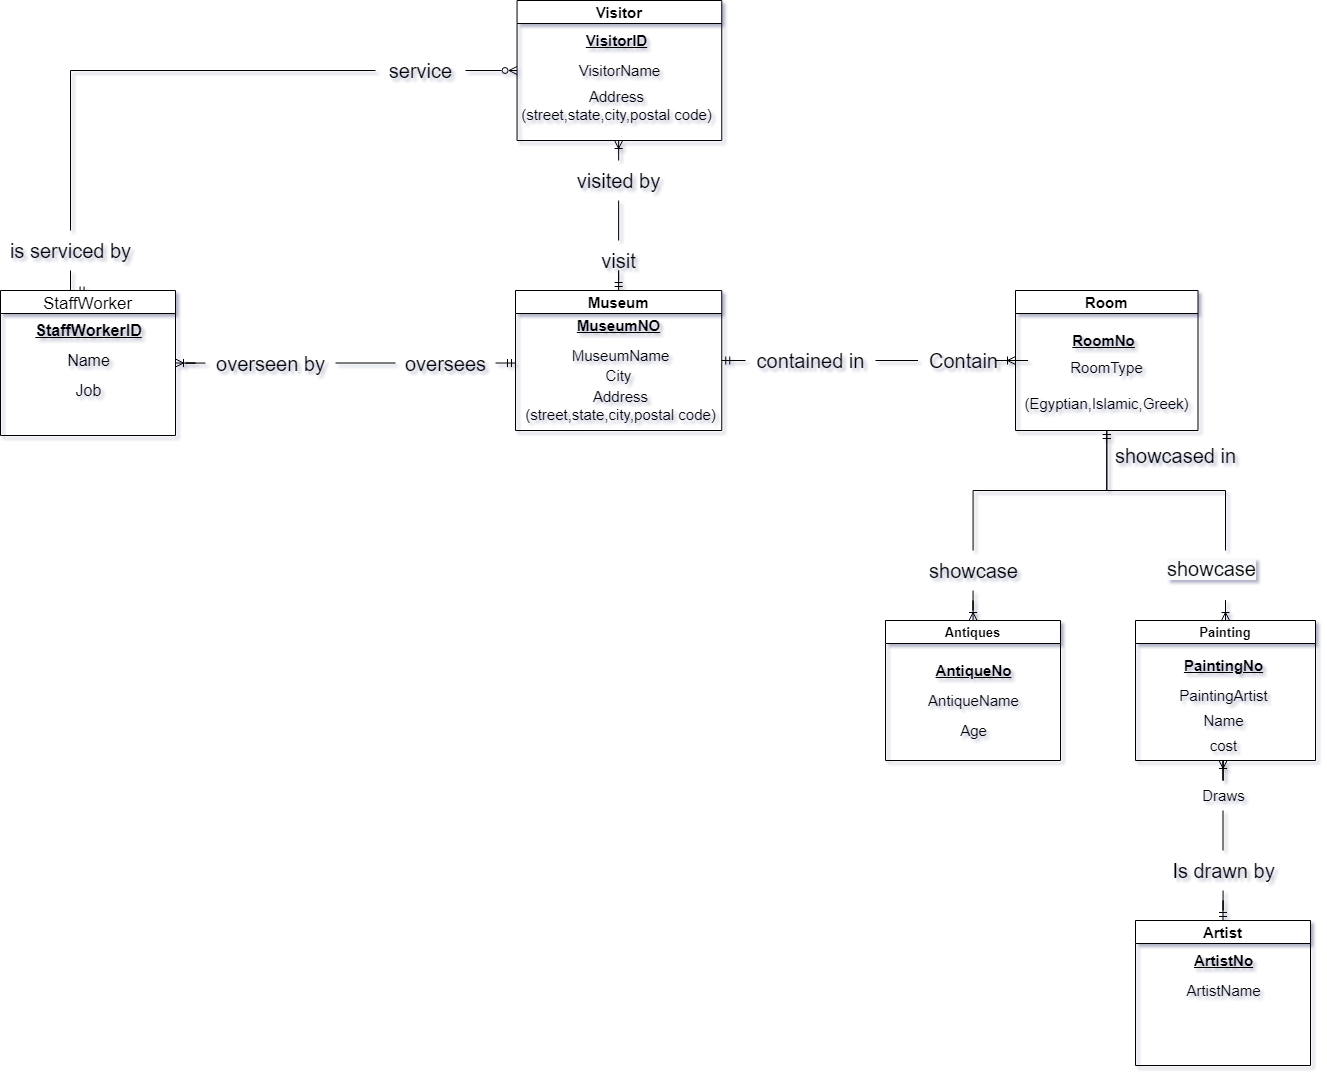 Visitor
VisitorID
VisitorName
Address
(street,state,city,postal code)
service
visited by
is serviced by
visit
StaffWorker
StaffWorkerID
Name
Job
overseen by
oversees
Museum
MuseumNO
MuseumName
City
Address
(street,state,city,postal code)
contained in
Contain
Room
RoomNo
RoomType
(Egyptian,Islamic,Greek)
showcased in
showcase
showcase
Antiques
AntiqueNo
AntiqueName
Age
Painting
PaintingNo
PaintingArtist
Name
cost
Draws
Is drawn by
Artist
ArtistNo
ArtistName